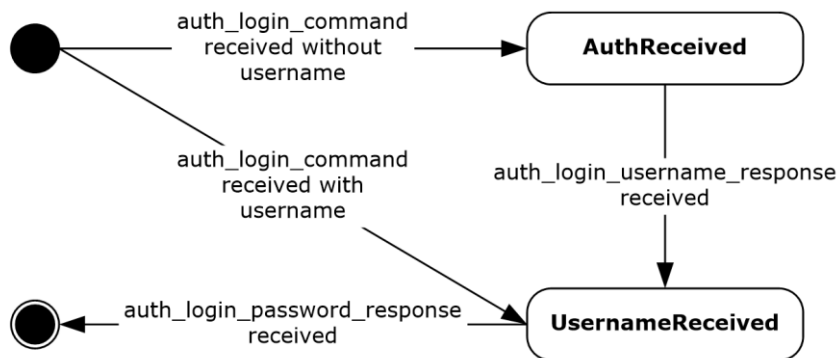 auth_login_command
received without
username
AuthReceived
auth_login_command
received with
username
auth_login_username_response
received
auth_login_password_response
received
UsernameReceived